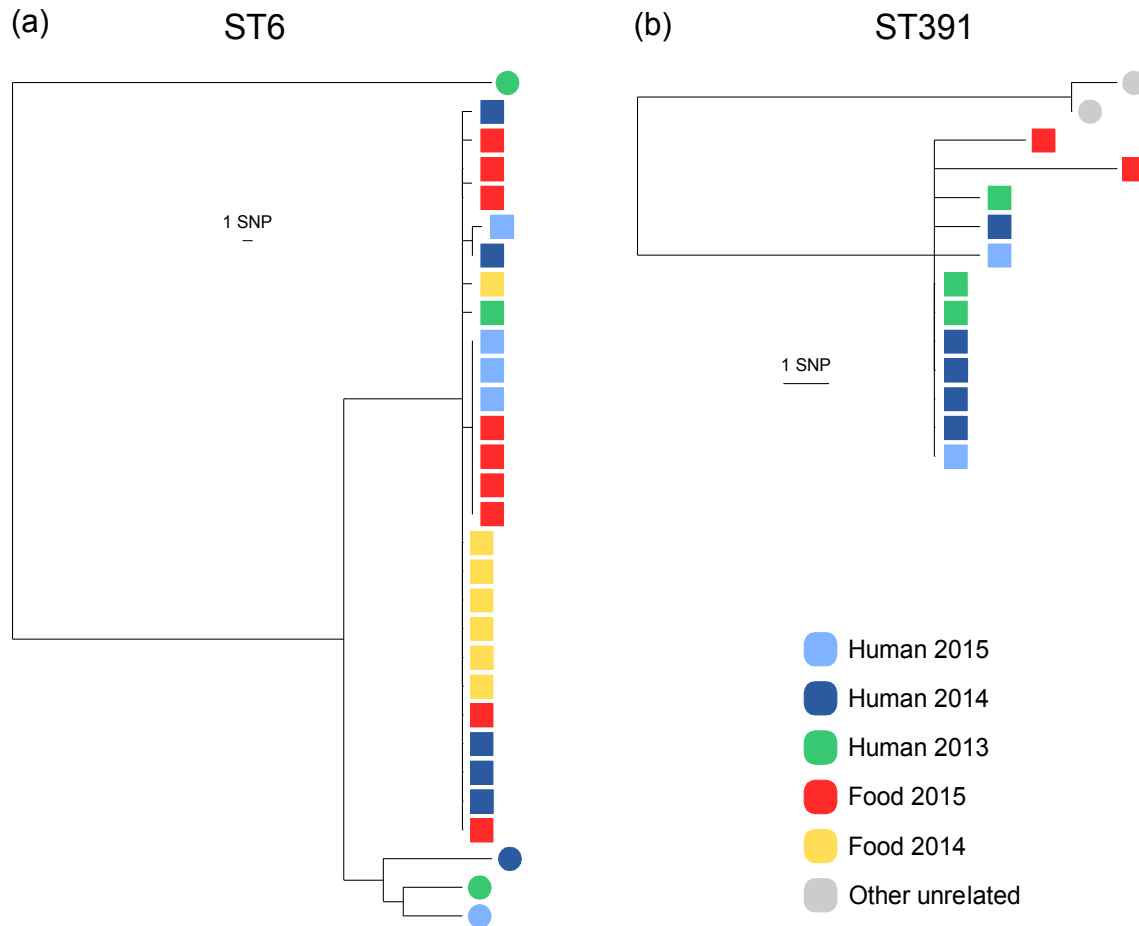 (a) ST6
(b) ST391
1 SNP
1 SNP
Human 2015
Human 2014
Human 2013
Food 2015
Food 2014
Other unrelated